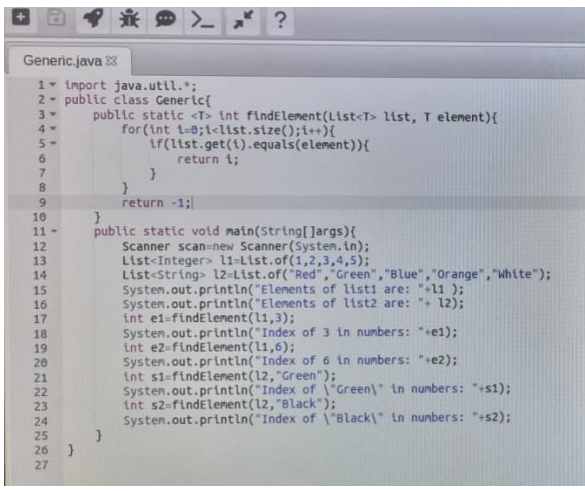 Generic.java
1 import java.util.*;
2 public class Generic{
3 public static <T> int findElement(List<T> list, T element){
4 for(int i=0;i<list.size();i++){
5 if(list.get(i).equals(element)){
6 return i;
7 }
8 }
9 return -1;
10 }
11 public static void main(String[]args){
12 Scanner scan=new Scanner(System.in);
13 List<Integer> l1=List.of(1,2,3,4,5);
14 List<String> l2=List.of("Red","Green","Blue","Orange","White");
15 System.out.println("Elements of list1 are: "+l1 );
16 System.out.println("Elements of list2 are: "+ l2);
17 int e1=findElement(l1,3);
18 System.out.println("Index of 3 in numbers: "+e1);
19 int e2=findElement(l1,6);
20 System.out.println("Index of 6 in numbers: "+e2);
21 int s1=findElement(l2,"Green");
22 System.out.println("Index of \"Green\" in numbers: "+s1);
23 int s2=findElement(l2,"Black");
24 System.out.println("Index of \"Black\" in numbers: "+s2);
25 }
26 }
27